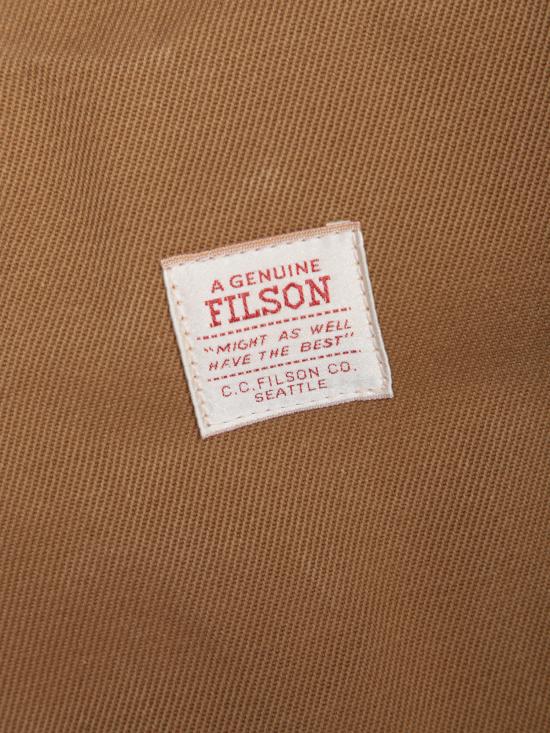 A GENUINE
FILSON
"MIGHT AS WELL
HAVE THE BEST"
C.C. FILSON CO.
SEATTLE